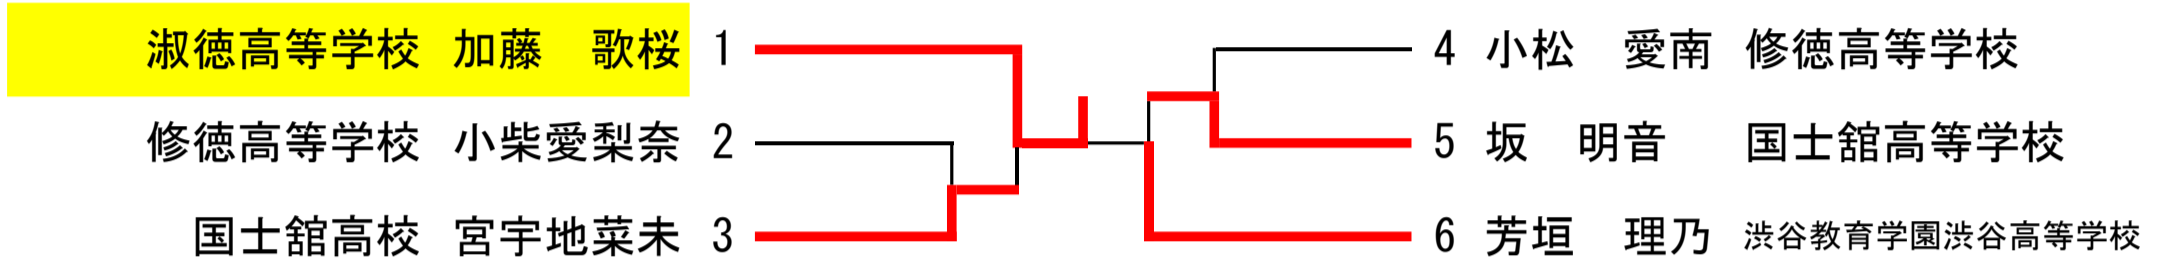 淑徳高等学校 加藤　歌桜 1
修徳高等学校 小柴愛梨奈 2
国士舘高校 宮宇地菜未 3
4 小松　愛南 修徳高等学校
5 坂　明音 国士舘高等学校
6 芳垣　理乃 渋谷教育学園渋谷高等学校